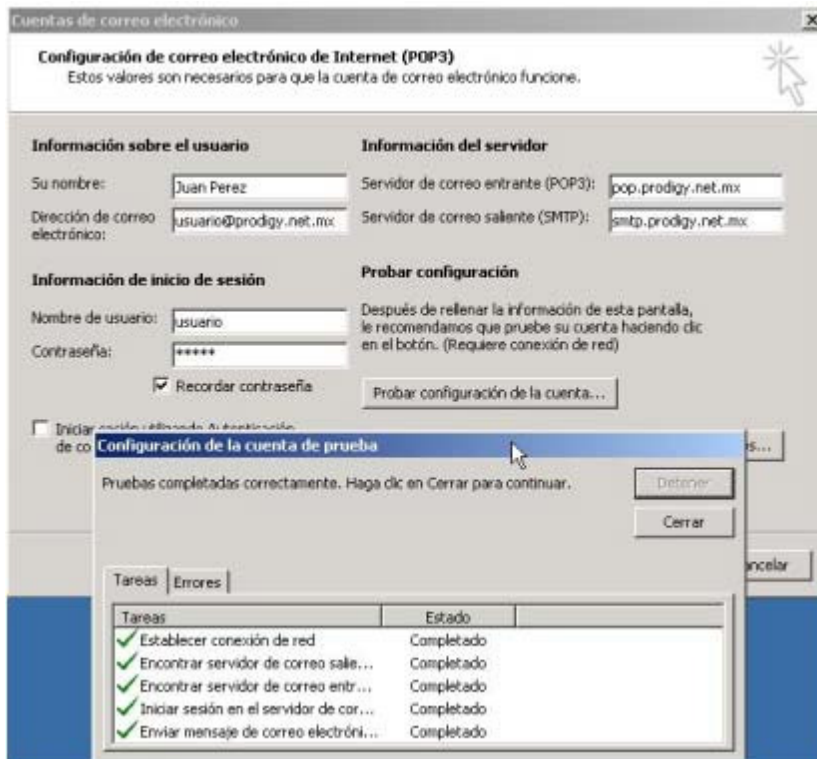 Cuentas de correo electrónico
Configuración de correo electrónico de Internet (POP3)
Estos valores son necesarios para que la cuenta de correo electrónico funcione.
Información sobre el usuario
Su nombre: Juan Perez
Dirección de correo electrónico: usuario@prodigy.net.mx
Información del servidor
Servidor de correo entrante (POP3): pop.prodigy.net.mx
Servidor de correo saliente (SMTP): smtp.prodigy.net.mx
Información de inicio de sesión
Nombre de usuario: usuario
Contraseña: *****
Recordar contraseña
Probar configuración
Después de rellenar la información de esta pantalla,
le recomendamos que pruebe su cuenta haciendo clic
en el botón. (Requiere conexión de red)
Probar configuración de la cuenta...
Iniciar
de co
s...
Configuración de la cuenta de prueba
Pruebas completadas correctamente. Haga clic en Cerrar para continuar.
Detener
Cerrar
ancelar
Tareas Errores
Tareas Estado
Establecer conexión de red Completado
Encontrar servidor de correo salie... Completado
Encontrar servidor de correo entr... Completado
Iniciar sesión en el servidor de cor... Completado
Enviar mensaje de correo electróni... Completado